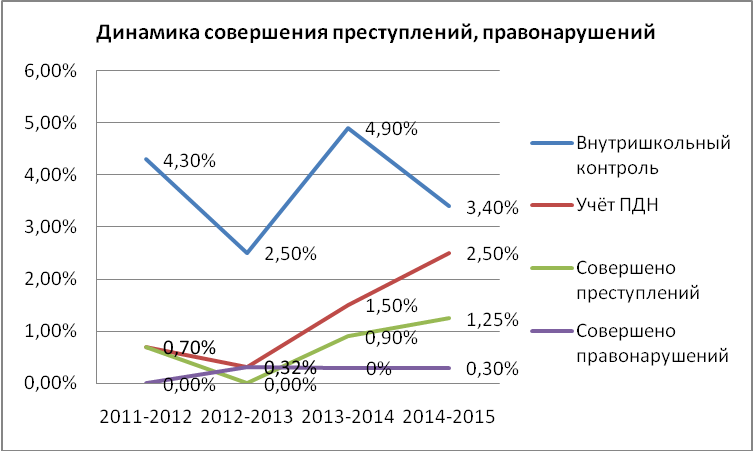 Динамика совершения преступлений, правонарушений
6,00%
5,00%
4,00%
3,00%
2,00%
1,00%
0,00%
4,30%
2,50%
4,90%
3,40%
0,70%
0,32%
1,50%
2,50%
0,00%
0,90%
1,25%
0,00%
0%
0,30%
2011-2012 2012-2013 2013-2014 2014-2015
Внутришкольный
контроль
Учёт ПДН
Совершено
преступлений
Совершено
правонарушений